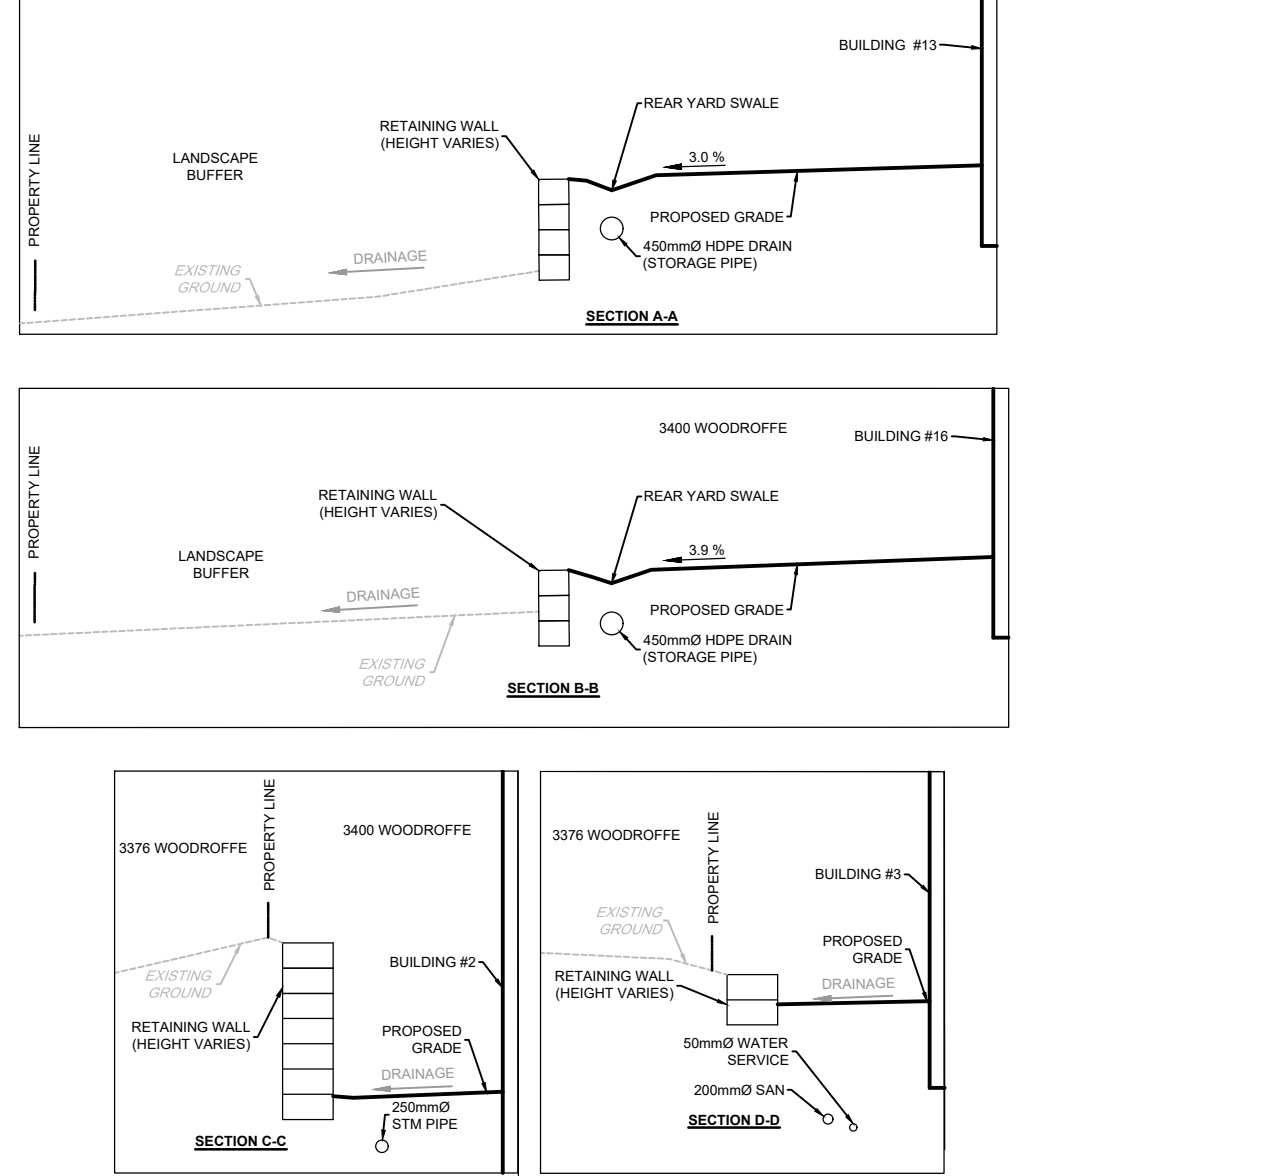 BUILDING #13
REAR YARD SWALE
RETAINING WALL
(HEIGHT VARIES)
PROPERTY LINE
LANDSCAPE
BUFFER
3.0 %
PROPOSED GRADE
450mmØ HDPE DRAIN
(STORAGE PIPE)
DRAINAGE
EXISTING
GROUND
SECTION A-A
3400 WOODROFFE
BUILDING #16
PROPERTY LINE
RETAINING WALL
(HEIGHT VARIES)
REAR YARD SWALE
LANDSCAPE
BUFFER
3.9 %
DRAINAGE
PROPOSED GRADE
450mmØ HDPE DRAIN
(STORAGE PIPE)
EXISTING
GROUND
SECTION B-B
PROPERTY LINE
3400 WOODROFFE
3376 WOODROFFE
BUILDING #2
EXISTING
GROUND
RETAINING WALL
(HEIGHT VARIES)
PROPOSED
GRADE
DRAINAGE
250mmØ
STM PIPE
SECTION C-C
3376 WOODROFFE
PROPERTY LINE
BUILDING #3
EXISTING
GROUND
PROPOSED
GRADE
RETAINING WALL
(HEIGHT VARIES)
DRAINAGE
50mmØ WATER
SERVICE
200mmØ SAN
SECTION D-D